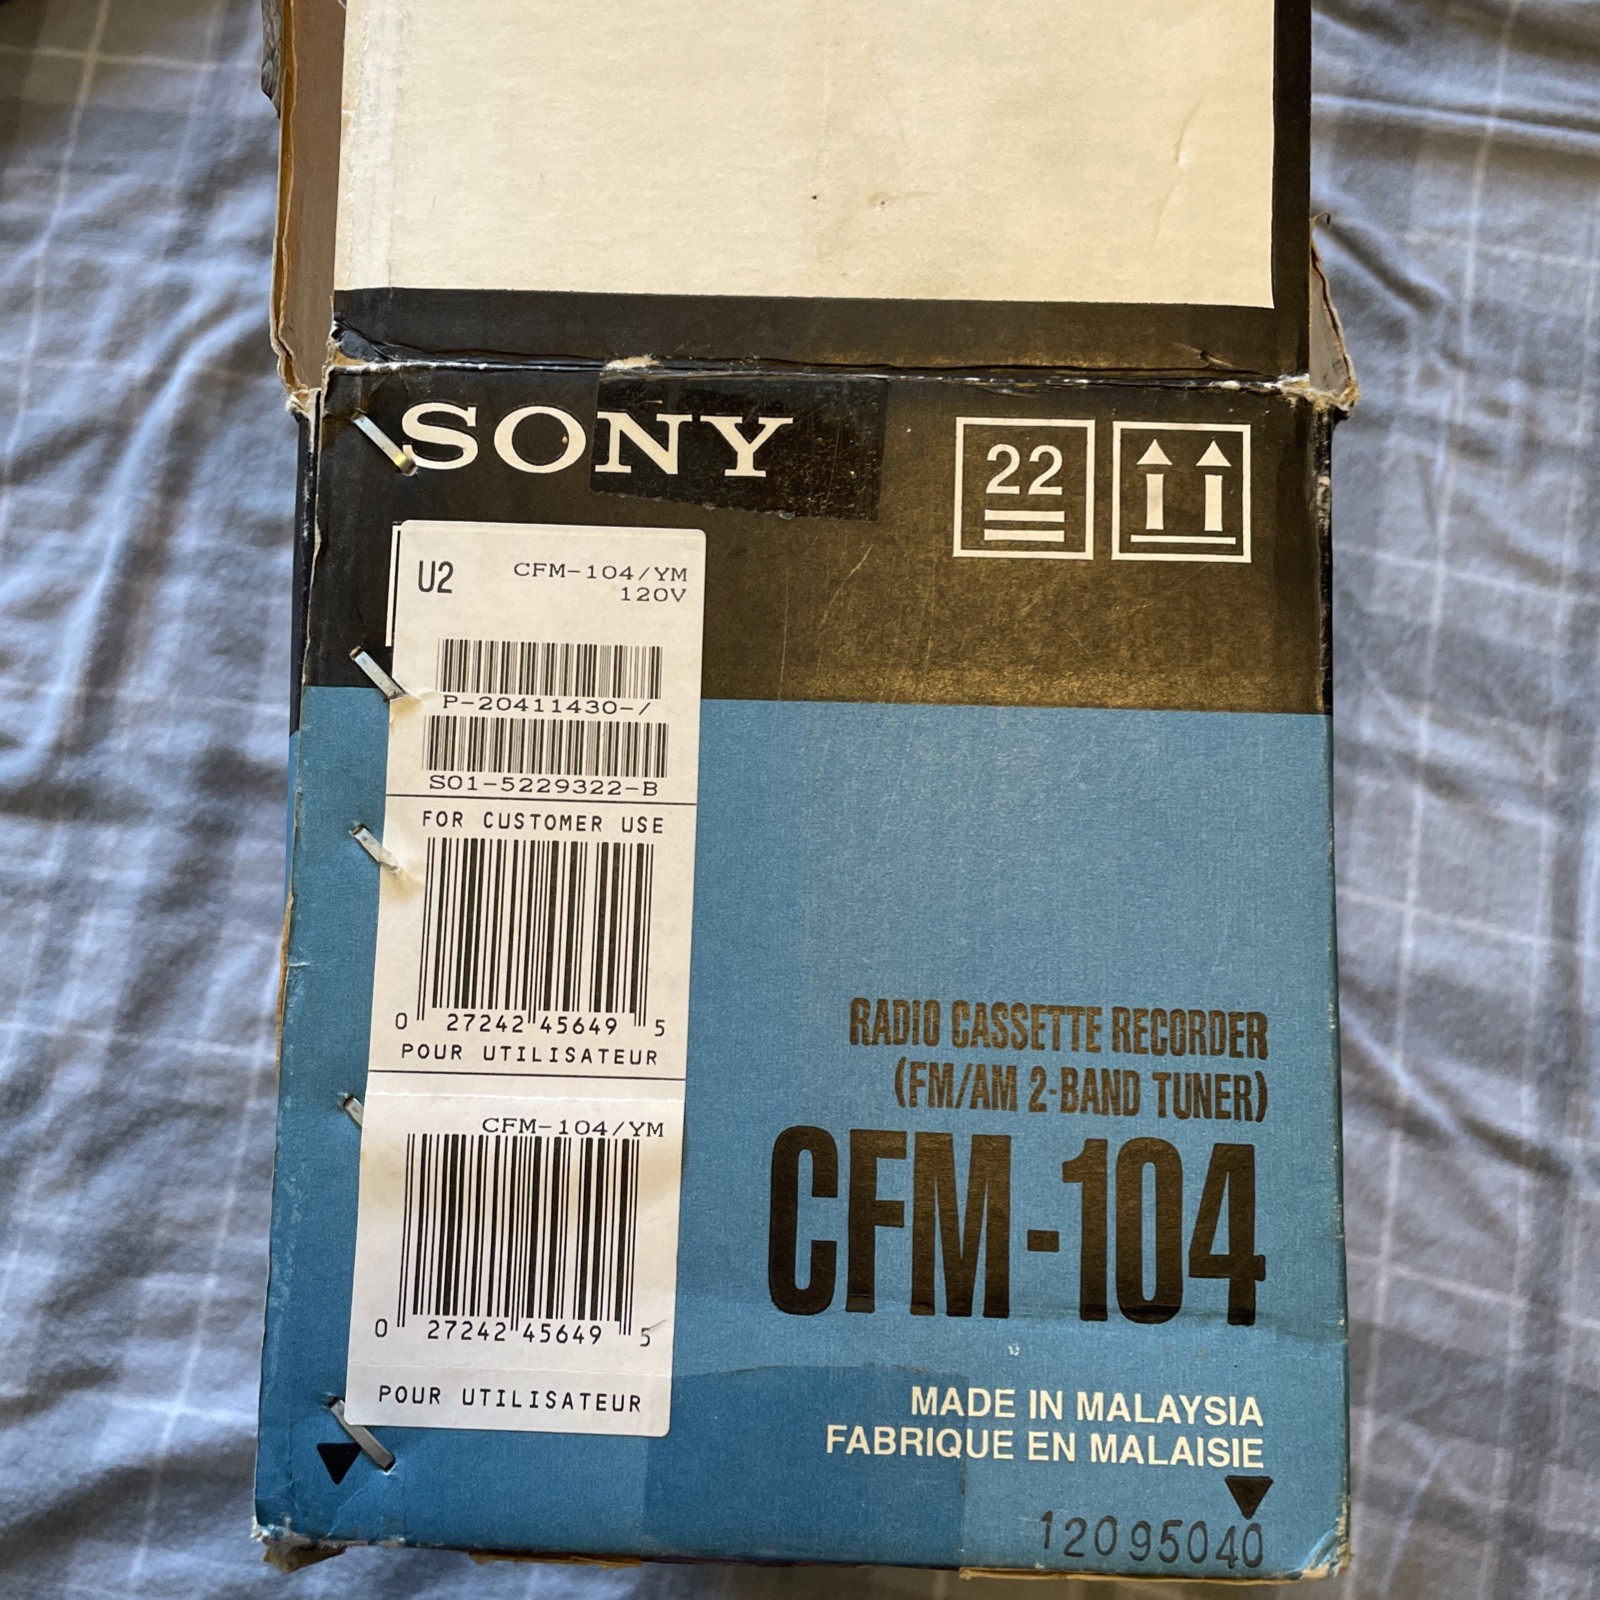 SONY
22
U2
CFM-104/YM
120V
P-20411430-/
S01-5229322-B
FOR CUSTOMER USE
0 27242 45649 5
POUR UTILISATEUR
CFM-104/YM
0 27242 45649 5
POUR UTILISATEUR
RADIO CASSETTE RECORDER
(FM/AM 2-BAND TUNER)
CFM-104
MADE IN MALAYSIA
FABRIQUE EN MALAISIE
12095040